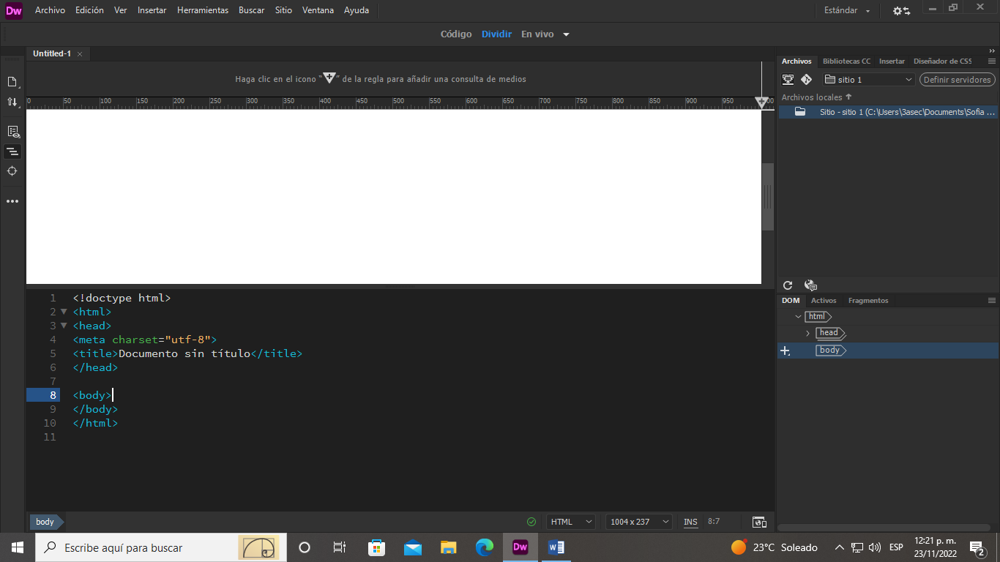 Dw Archivo Edición Ver Insertar Herramientas Buscar Sitio Ventana Ayuda Estándar
Código Dividir En vivo
Untitled-1
Haga clic en el icono “ ” de la regla para añadir una consulta de medios
0 50 100 150 200 250 300 350 400 450 500 550 600 650 700 750 800 850 900 950
Archivos Bibliotecas CC Insertar Diseñador de CSS
sitio 1 Definir servidores
Archivos locales
Sitio - sitio 1 (C:\Users\3asec\Documents\Sofia ...
1 <!doctype html>
2 <html>
3 <head>
4 <meta charset="utf-8">
5 <title>Documento sin título</title>
6 </head>
7
8 <body>
9 </body>
10 </html>
11
DOM Activos Fragmentos
html
head
body
body HTML 1004 x 237 INS 8:7
Escribe aquí para buscar Dw 23°C Soleado ESP 12:21 p. m.
23/11/2022 2